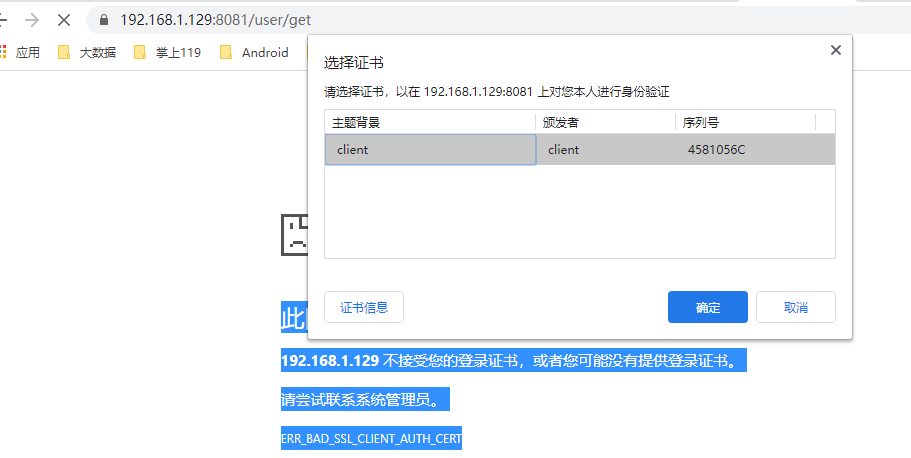 192.168.1.129:8081/user/get
应用 大数据 掌上119 Android
选择证书
请选择证书，以在 192.168.1.129:8081 上对您本人进行身份验证
主题背景 颁发者 序列号
client client 4581056C
证书信息 确定 取消
此
192.168.1.129 不接受您的登录证书，或者您可能没有提供登录证书。
请尝试联系系统管理员。
ERR_BAD_SSL_CLIENT_AUTH_CERT